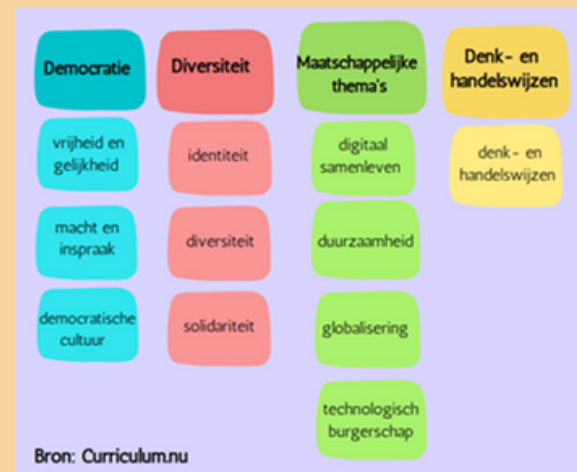 Democratie
vrijheid en
gelijkheid
macht en
inspraak
democratische
cultuur
Diversiteit
identiteit
diversiteit
solidariteit
Maatschappelijke
thema's
digitaal
samenleven
duurzaamheid
globalisering
technologisch
burgerschap
Denk- en
handelswijzen
denk- en
handelswijzen
Bron: Curriculum.nu